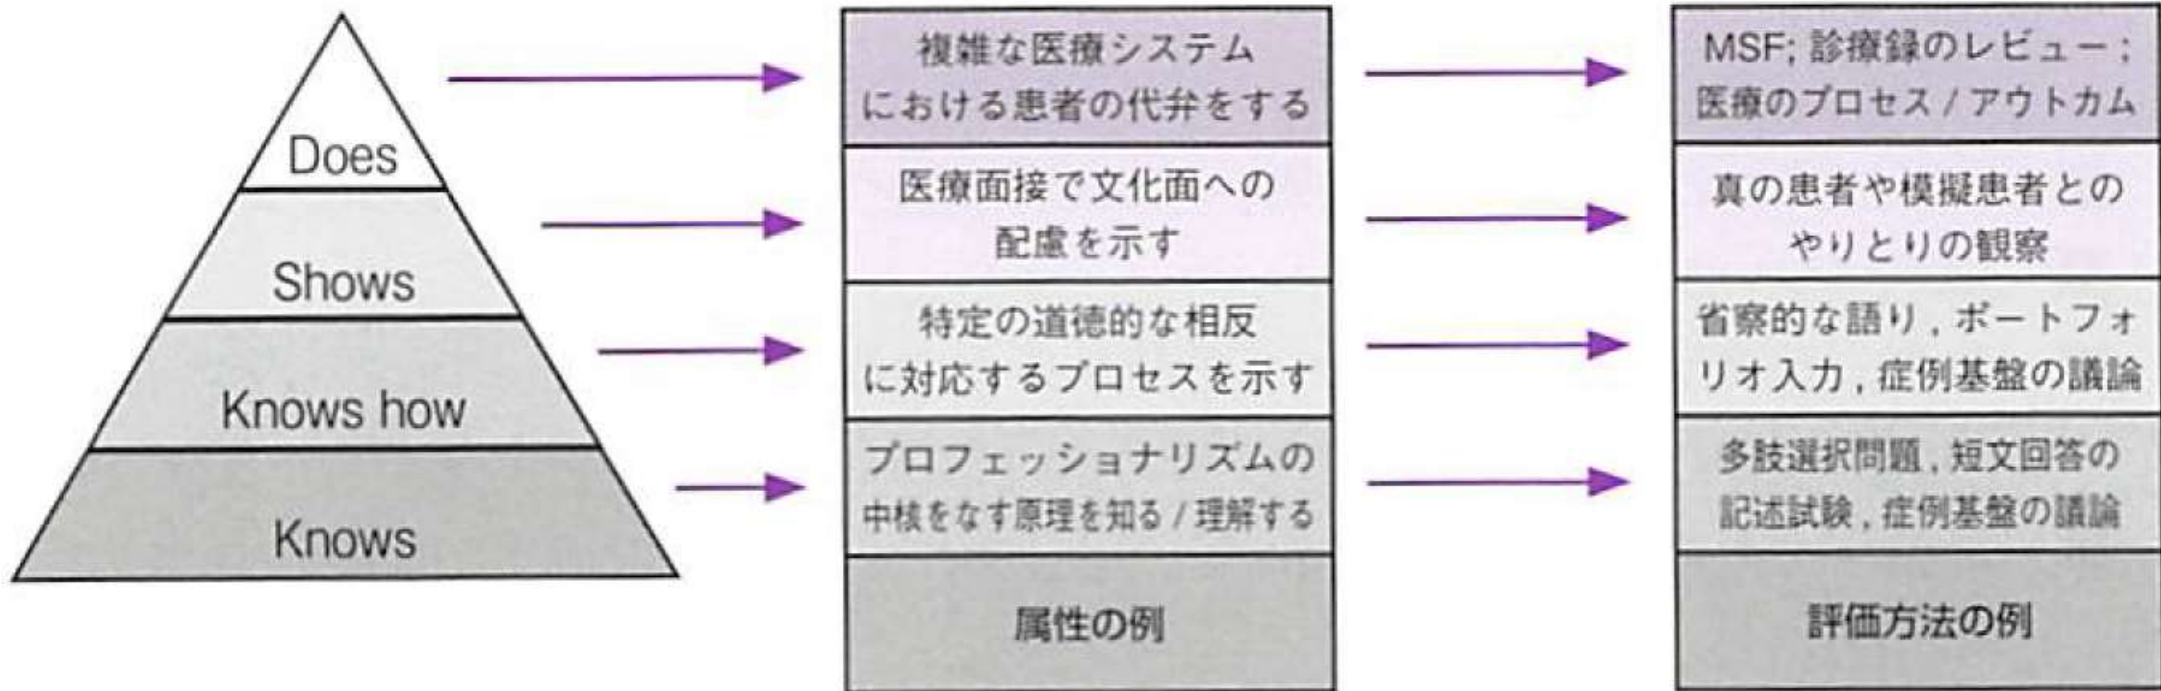 Does
Shows
Knows how
Knows
複雑な医療システム
における患者の代弁をする
医療面接で文化面への
配慮を示す
特定の道徳的な相反
に対応するプロセスを示す
プロフェッショナリズムの
中核をなす原理を知る / 理解する
属性の例
MSF; 診療録のレビュー ;
医療のプロセス / アウトカム
真の患者や模擬患者との
やりとりの観察
省察的な語り , ポートフォ
リオ入力 , 症例基盤の議論
多肢選択問題 , 短文回答の
記述試験 , 症例基盤の議論
評価方法の例